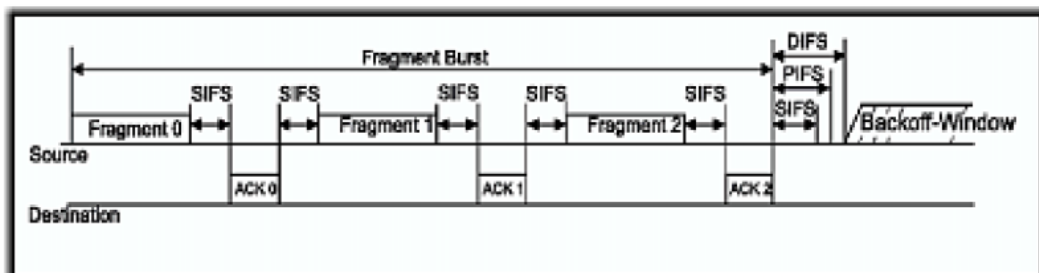 DIFS
Fragment Burst
PIFS
SIFS SIFS SIFS SIFS SIFS SIFS
Fragment 0 Fragment 1 Fragment 2 Backoff-Window
Source
ACK 0 ACK 1 ACK 2
Destination